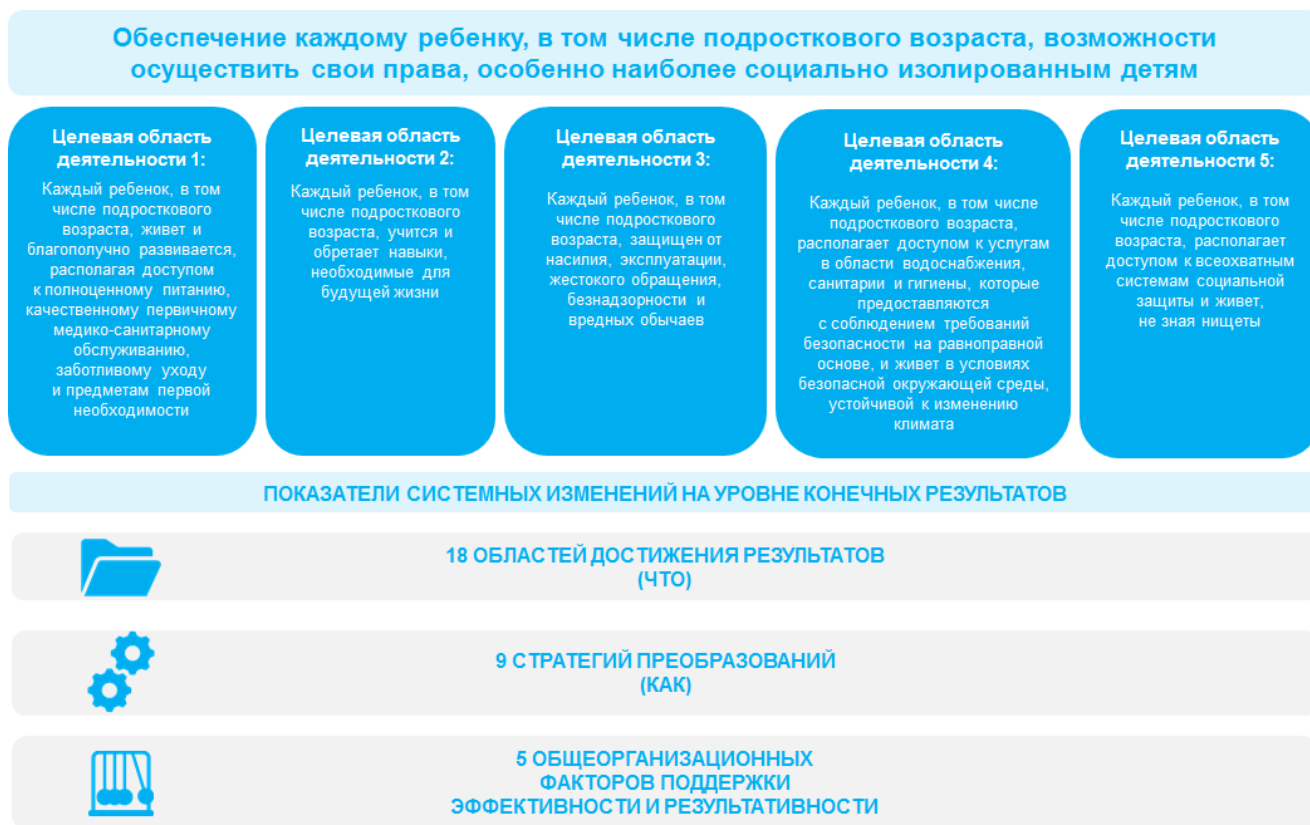 Обеспечение каждому ребенку, в том числе подросткового возраста, возможности
осуществить свои права, особенно наиболее социально изолированным детям
Целевая область
деятельности 1:
Каждый ребенок, в том
числе подросткового
возраста, живет и
благополучно развивается,
располагая доступом
к полноценному питанию,
качественному первичному
медико-санитарному
обслуживанию,
заботливому уходу
и предметам первой
необходимости
Целевая область
деятельности 2:
Каждый ребенок, в том
числе подросткового
возраста, учится и
обретает навыки,
необходимые для
будущей жизни
Целевая область
деятельности 3:
Каждый ребенок, в том
числе подросткового
возраста, защищен от
насилия, эксплуатации,
жестокого обращения,
безнадзорности и
вредных обычаев
Целевая область
деятельности 4:
Каждый ребенок, в том числе
подросткового возраста,
располагает доступом к услугам
в области водоснабжения,
санитарии и гигиены, которые
предоставляются
с соблюдением требований
безопасности на равноправной
основе, и живет в условиях
безопасной окружающей среды,
устойчивой к изменению
климата
Целевая область
деятельности 5:
Каждый ребенок, в том
числе подросткового
возраста, располагает
доступом к всеохватным
системам социальной
защиты и живет,
не зная нищеты
ПОКАЗАТЕЛИ СИСТЕМНЫХ ИЗМЕНЕНИЙ НА УРОВНЕ КОНЕЧНЫХ РЕЗУЛЬТАТОВ
18 ОБЛАСТЕЙ ДОСТИЖЕНИЯ РЕЗУЛЬТАТОВ
(ЧТО)
9 СТРАТЕГИЙ ПРЕОБРАЗОВАНИЙ
(КАК)
5 ОБЩЕОРГАНИЗАЦИОННЫХ
ФАКТОРОВ ПОДДЕРЖКИ
ЭФФЕКТИВНОСТИ И РЕЗУЛЬТАТИВНОСТИ